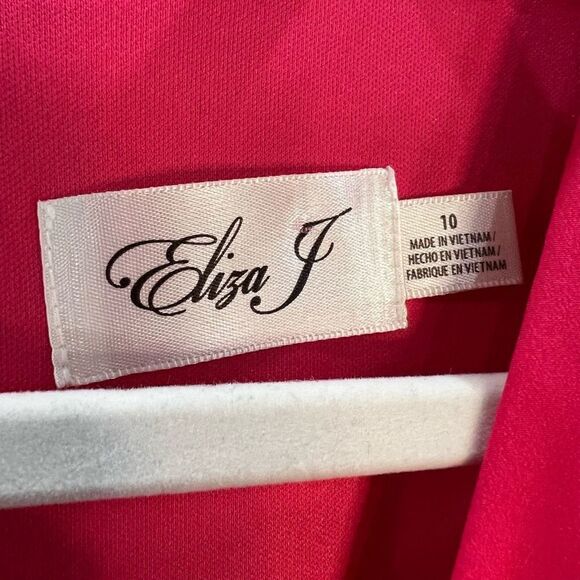 Eliza J
10
MADE IN VIETNAM/
HECHO EN VIETNAM/
FABRIQUE EN VIETNAM